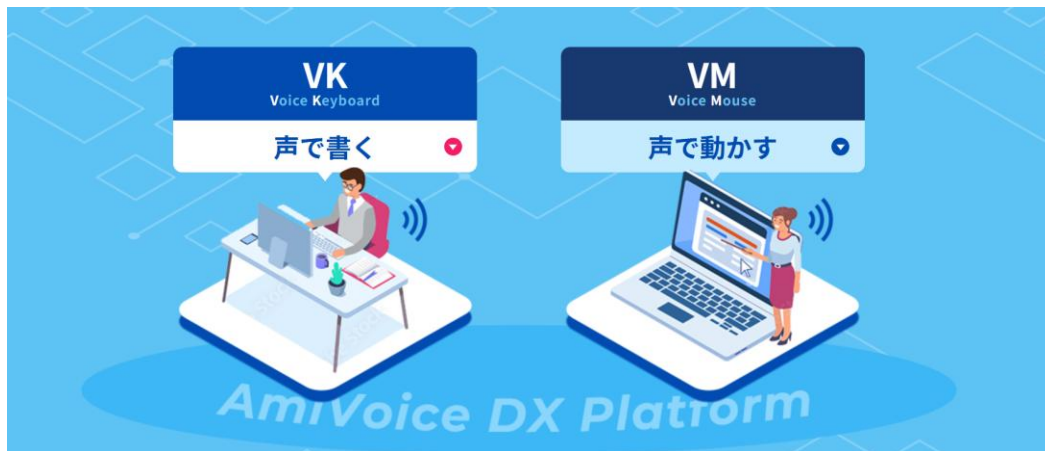 VK
Voice Keyboard
声で書く
VM
Voice Mouse
声で動かす
AmiVoice DX Platform